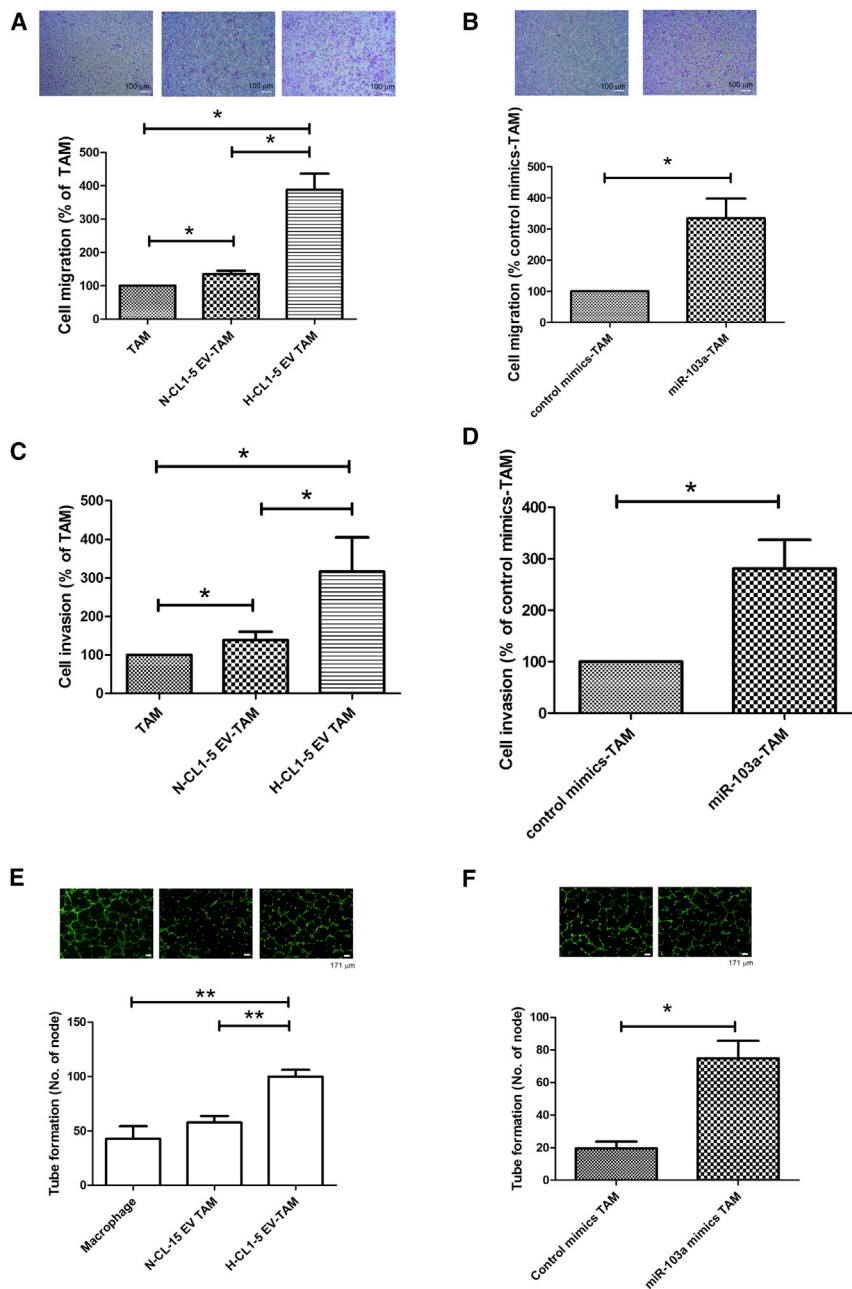 A
100 µm
100 µm
100 µm
*
*
*
Cell migration (% of TAM)
500
400
300
200
100
0
TAM
N-CL1-5 EV-TAM
H-CL1-5 EV TAM
B
100 µm
100 µm
*
Cell migration (% control mimics-TAM)
500
400
300
200
100
0
control mimics-TAM
miR-103a-TAM
C
*
*
*
Cell invasion (% of TAM)
500
400
300
200
100
0
TAM
N-CL1-5 EV-TAM
H-CL1-5 EV TAM
D
*
Cell invasion (% of control mimics-TAM)
400
300
200
100
0
control mimics-TAM
miR-103a-TAM
E
171 µm
**
**
Tube formation (No. of node)
150
100
50
0
Macrophage
N-CL-15 EV TAM
H-CL1-5 EV-TAM
F
171 µm
*
Tube formation (No. of node)
100
80
60
40
20
0
Control mimics TAM
miR-103a mimics TAM